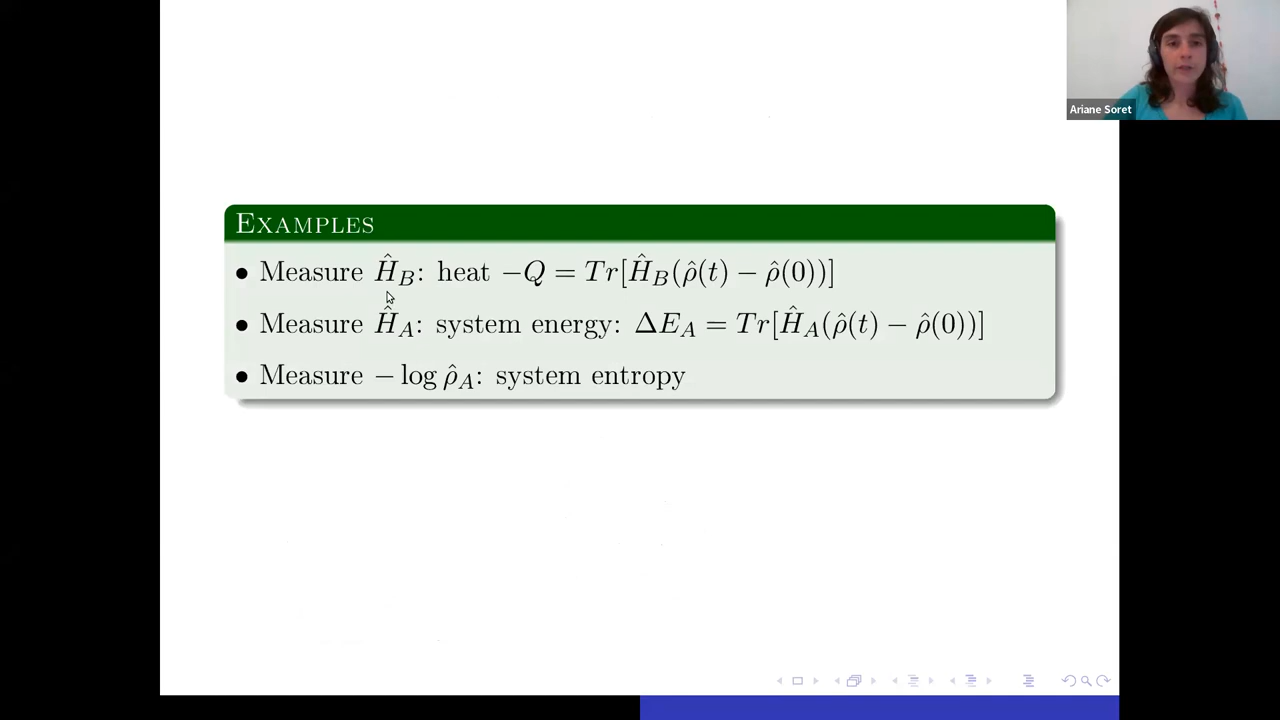 Ariane Soret
EXAMPLES
• Measure Ĥ_B: heat −Q = Tr[Ĥ_B(ρ̂(t) − ρ̂(0))]
• Measure Ĥ_A: system energy: ΔE_A = Tr[Ĥ_A(ρ̂(t) − ρ̂(0))]
• Measure − log ρ̂_A: system entropy